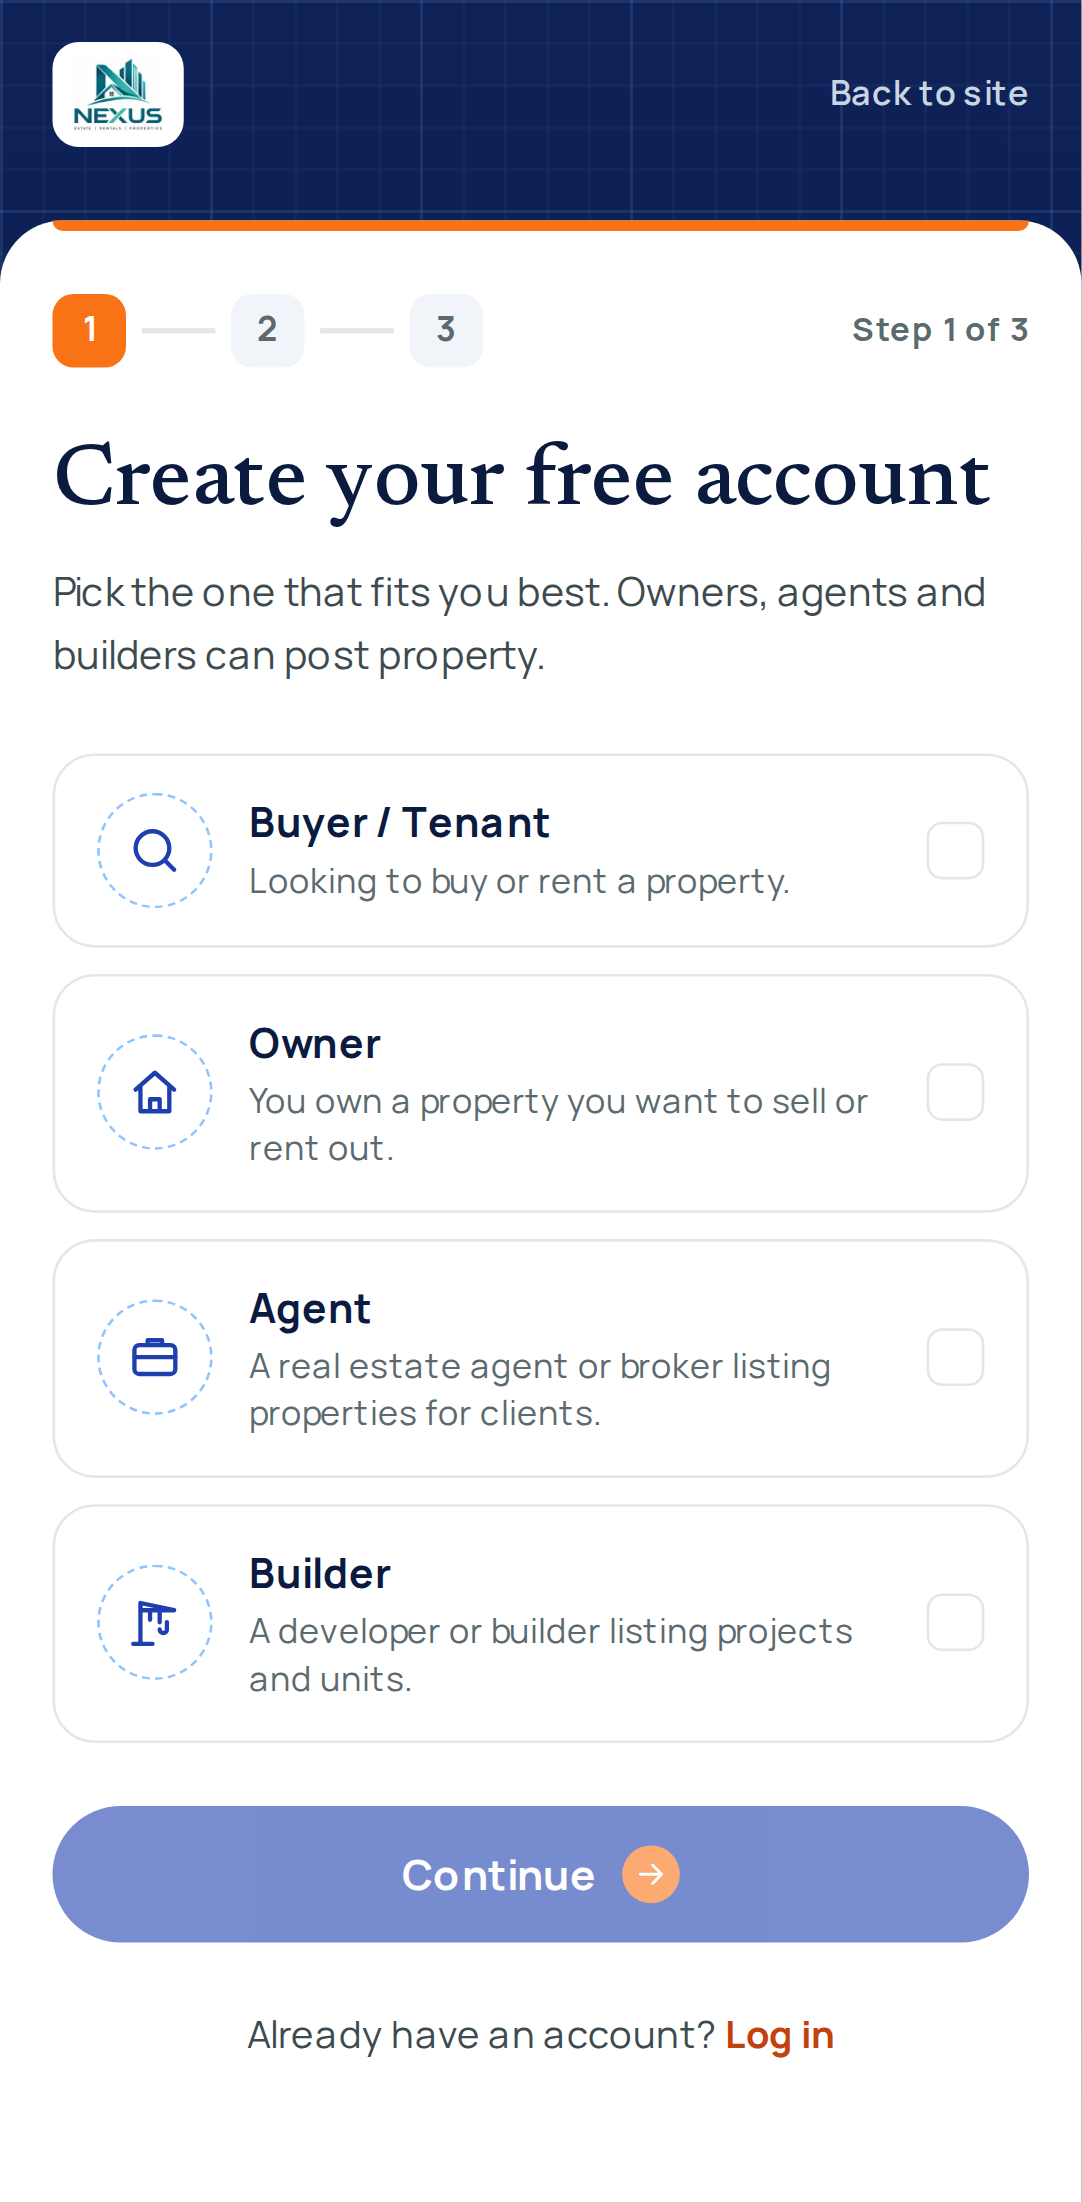 NEXUS
ESTATE | RENTALS | PROPERTIES
Back to site
1
2
3
Step 1 of 3
Create your free account
Pick the one that fits you best. Owners, agents and
builders can post property.
Buyer / Tenant
Looking to buy or rent a property.
Owner
You own a property you want to sell or
rent out.
Agent
A real estate agent or broker listing
properties for clients.
Builder
A developer or builder listing projects
and units.
Continue
Already have an account? Log in